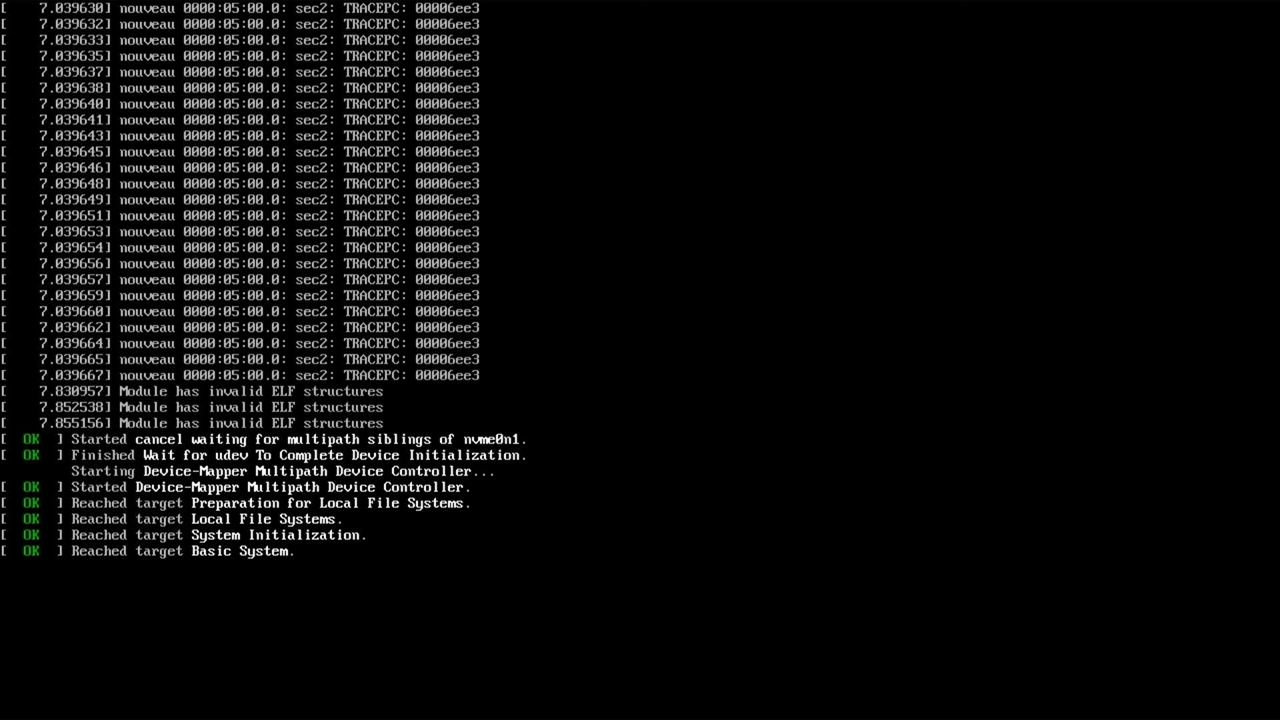 [    7.039630] nouveau 0000:05:00.0: sec2: TRACEPC: 00006ee3
[    7.039632] nouveau 0000:05:00.0: sec2: TRACEPC: 00006ee3
[    7.039633] nouveau 0000:05:00.0: sec2: TRACEPC: 00006ee3
[    7.039635] nouveau 0000:05:00.0: sec2: TRACEPC: 00006ee3
[    7.039637] nouveau 0000:05:00.0: sec2: TRACEPC: 00006ee3
[    7.039638] nouveau 0000:05:00.0: sec2: TRACEPC: 00006ee3
[    7.039640] nouveau 0000:05:00.0: sec2: TRACEPC: 00006ee3
[    7.039641] nouveau 0000:05:00.0: sec2: TRACEPC: 00006ee3
[    7.039643] nouveau 0000:05:00.0: sec2: TRACEPC: 00006ee3
[    7.039645] nouveau 0000:05:00.0: sec2: TRACEPC: 00006ee3
[    7.039646] nouveau 0000:05:00.0: sec2: TRACEPC: 00006ee3
[    7.039648] nouveau 0000:05:00.0: sec2: TRACEPC: 00006ee3
[    7.039649] nouveau 0000:05:00.0: sec2: TRACEPC: 00006ee3
[    7.039651] nouveau 0000:05:00.0: sec2: TRACEPC: 00006ee3
[    7.039653] nouveau 0000:05:00.0: sec2: TRACEPC: 00006ee3
[    7.039654] nouveau 0000:05:00.0: sec2: TRACEPC: 00006ee3
[    7.039656] nouveau 0000:05:00.0: sec2: TRACEPC: 00006ee3
[    7.039657] nouveau 0000:05:00.0: sec2: TRACEPC: 00006ee3
[    7.039659] nouveau 0000:05:00.0: sec2: TRACEPC: 00006ee3
[    7.039660] nouveau 0000:05:00.0: sec2: TRACEPC: 00006ee3
[    7.039662] nouveau 0000:05:00.0: sec2: TRACEPC: 00006ee3
[    7.039664] nouveau 0000:05:00.0: sec2: TRACEPC: 00006ee3
[    7.039665] nouveau 0000:05:00.0: sec2: TRACEPC: 00006ee3
[    7.039667] nouveau 0000:05:00.0: sec2: TRACEPC: 00006ee3
[    7.830957] Module has invalid ELF structures
[    7.852538] Module has invalid ELF structures
[    7.855156] Module has invalid ELF structures
[  OK  ] Started cancel waiting for multipath siblings of nvme0n1.
[  OK  ] Finished Wait for udev To Complete Device Initialization.
         Starting Device-Mapper Multipath Device Controller...
[  OK  ] Started Device-Mapper Multipath Device Controller.
[  OK  ] Reached target Preparation for Local File Systems.
[  OK  ] Reached target Local File Systems.
[  OK  ] Reached target System Initialization.
[  OK  ] Reached target Basic System.